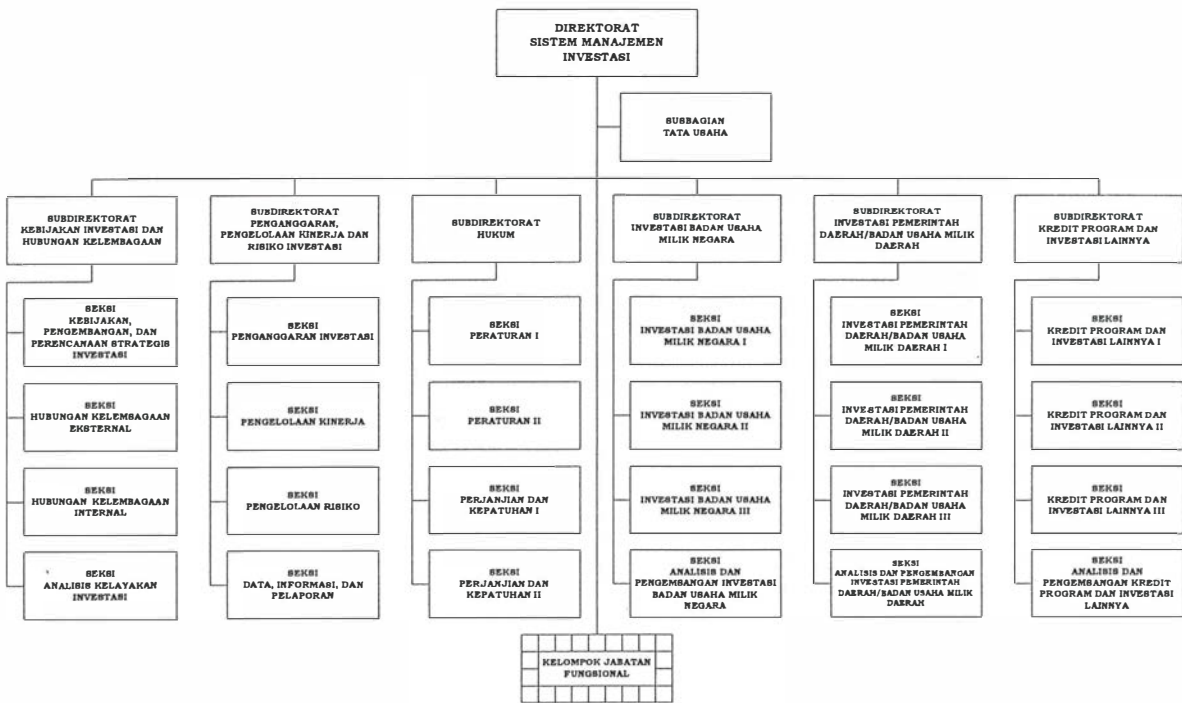 DIREKTORAT
SISTEM MANAJEMEN
INVESTASI
SUSBAGIAN
TATA USAHA
SUBDIREKTORAT
KEBIJAKAN INVESTASI DAN
HUBUNGAN KELEMBAGAAN
SUBDIREKTORAT
PENGANGGARAN,
PENGELOLAAN KINERJA DAN
RISIKO INVESTASI
SUBDIREKTORAT
HUKUM
SUBDIREKTORAT
INVESTASI BADAN USAHA
MILIK NEGARA
SUBDIREKTORAT
INVESTASI PEMERINTAH
DAERAH/BADAN USAHA MILIK
DAERAH
SUBDIREKTORAT
KREDIT PROGRAM DAN
INVESTASI LAINNYA
SEKSI
KEBIJAKAN,
PENGEMBANGAN, DAN
PERENCANAAN STRATEGIS
INVESTASI
SEKSI
PENGANGGARAN INVESTASI
SEKSI
PERATURAN I
SEKSI
INVESTASI BADAN USAHA
MILIK NEGARA I
SEKSI
INVESTASI PEMERINTAH
DAERAH/BADAN USAHA
MILIK DAERAH I
SEKSI
KREDIT PROGRAM DAN
INVESTASI LAINNYA I
SEKSI
HUBUNGAN KELEMBAGAAN
EKSTERNAL
SEKSI
PENGELOLAAN KINERJA
SEKSI
PERATURAN II
SEKSI
INVESTASI BADAN USAHA
MILIK NEGARA II
SEKSI
INVESTASI PEMERINTAH
DAERAH/BADAN USAHA
MILIK DAERAH II
SEKSI
KREDIT PROGRAM DAN
INVESTASI LAINNYA II
SEKSI
HUBUNGAN KELEMBAGAAN
INTERNAL
SEKSI
PENGELOLAAN RISIKO
SEKSI
PERJANJIAN DAN
KEPATUHAN I
SEKSI
INVESTASI BADAN USAHA
MILIK NEGARA III
SEKSI
INVESTASI PEMERINTAH
DAERAH/BADAN USAHA
MILIK DAERAH III
SEKSI
KREDIT PROGRAM DAN
INVESTASI LAINNYA III
SEKSI
ANALISIS KELAYAKAN
INVESTASI
SEKSI
DATA, INFORMASI, DAN
PELAPORAN
SEKSI
PERJANJIAN DAN
KEPATUHAN II
SEKSI
ANALISIS DAN
PENGEMSANGAN INVESTASI
BADAN USAHA MILIK
NEGARA
SEKSI
ANALISIS DAN PENGEMBANGAN
INVESTASI PEMERINTAH
DAERAH/BADAN USAHA MILIK
DAERAH
SEKSI
ANALISIS DAN
PENGEMSANGAN KREDIT
PROGRAM DAN INVESTASI
LAINNYA
KELOMPOK JABATAN
FUNGSIONAL